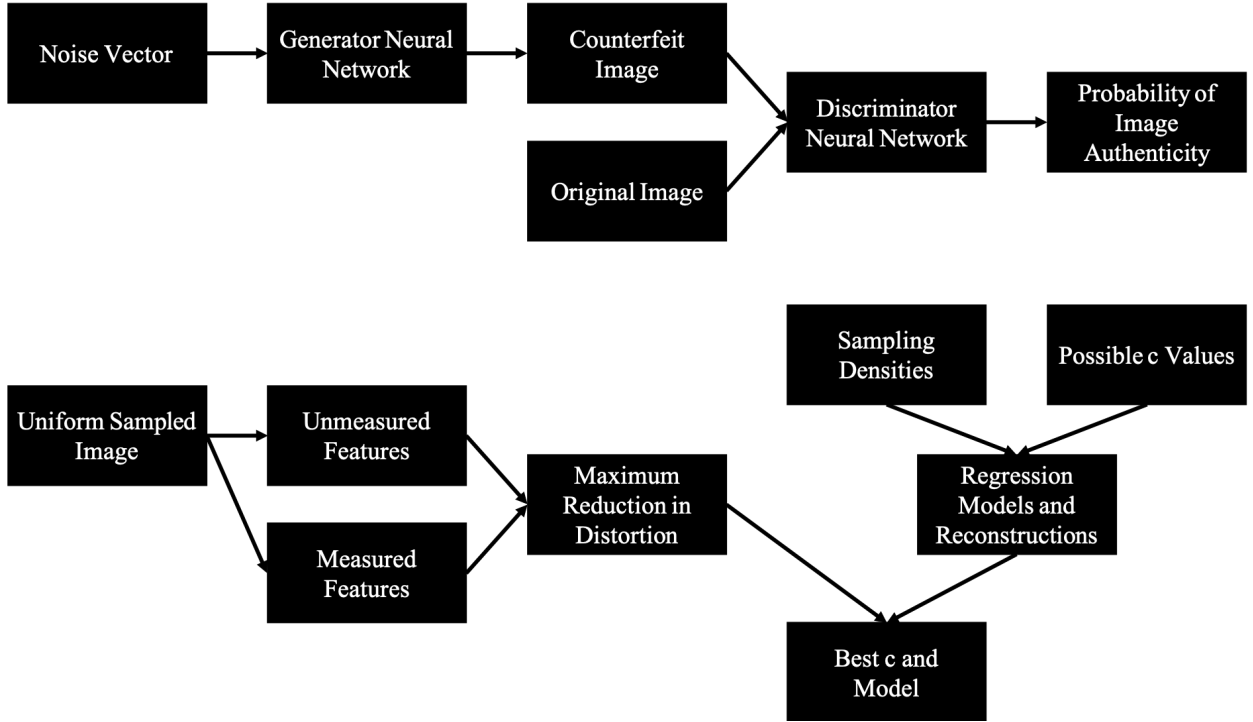 Noise Vector
Generator Neural
Network
Counterfeit
Image
Original Image
Discriminator
Neural Network
Probability of
Image
Authenticity
Uniform Sampled
Image
Unmeasured
Features
Measured
Features
Maximum
Reduction in
Distortion
Sampling
Densities
Possible c Values
Regression
Models and
Reconstructions
Best c and
Model